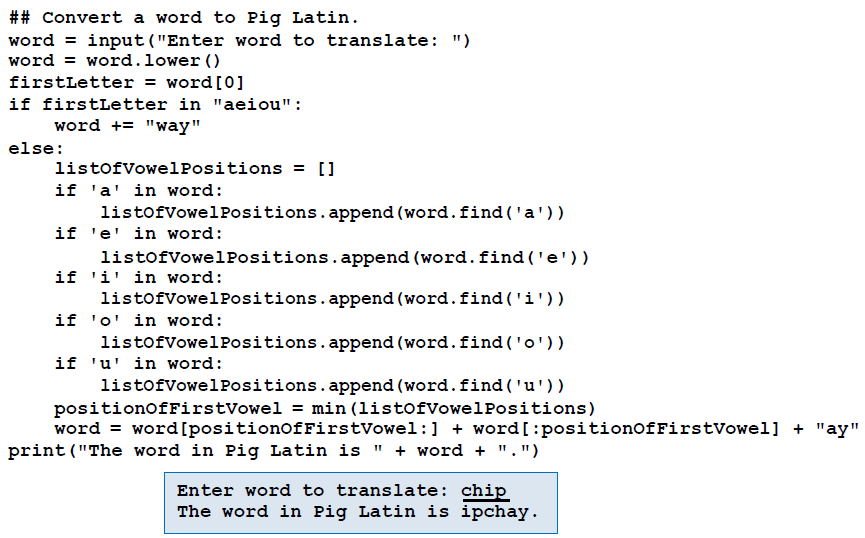 ## Convert a word to Pig Latin.
word = input("Enter word to translate: ")
word = word.lower()
firstLetter = word[0]
if firstLetter in "aeiou":
    word += "way"
else:
    listOfVowelPositions = []
    if 'a' in word:
        listOfVowelPositions.append(word.find('a'))
    if 'e' in word:
        listOfVowelPositions.append(word.find('e'))
    if 'i' in word:
        listOfVowelPositions.append(word.find('i'))
    if 'o' in word:
        listOfVowelPositions.append(word.find('o'))
    if 'u' in word:
        listOfVowelPositions.append(word.find('u'))
    positionOfFirstVowel = min(listOfVowelPositions)
    word = word[positionOfFirstVowel:] + word[:positionOfFirstVowel] + "ay"
print("The word in Pig Latin is " + word + ".")
Enter word to translate: chip
The word in Pig Latin is ipchay.